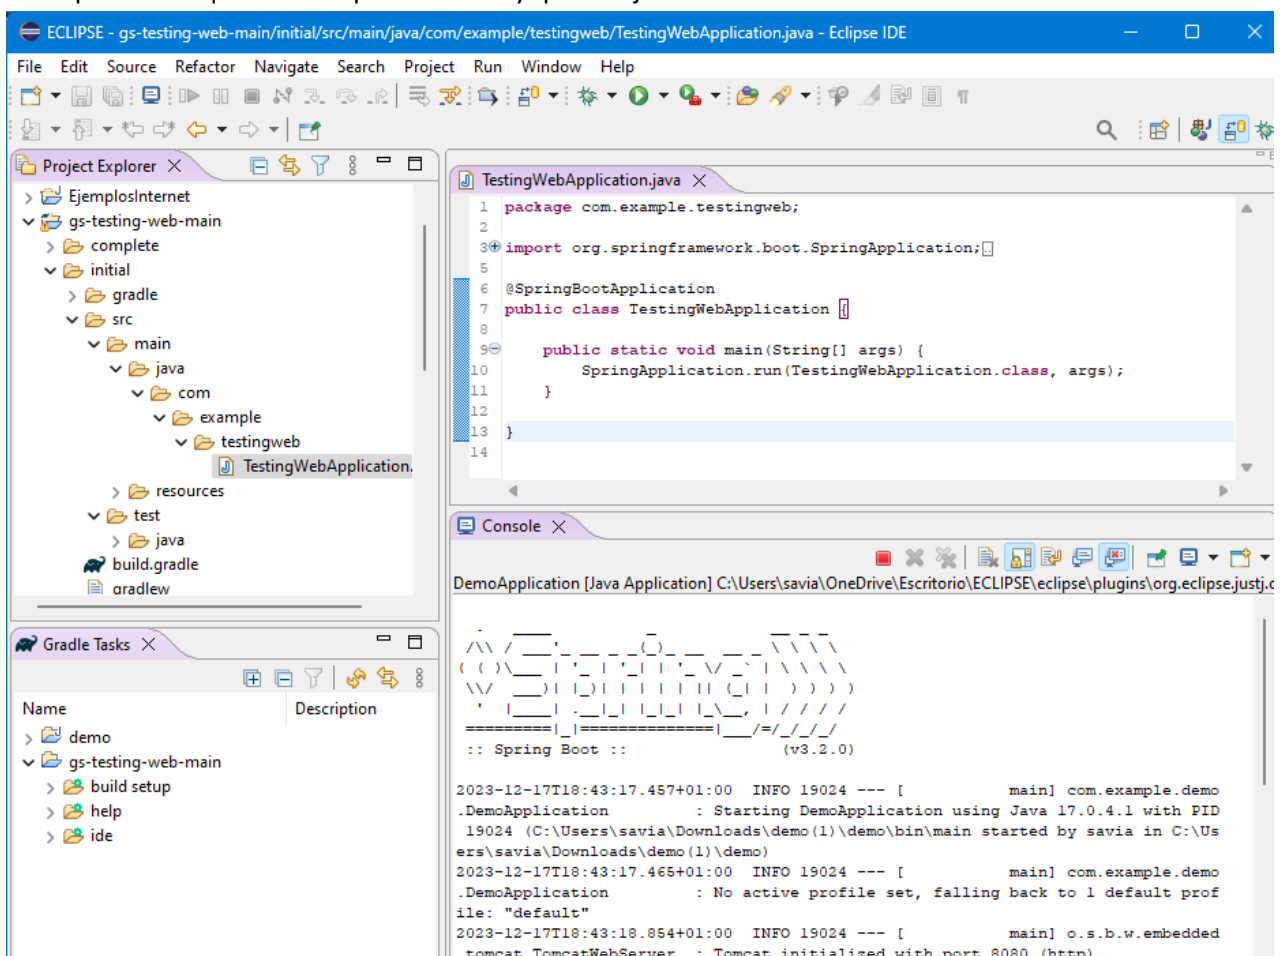 ECLIPSE - gs-testing-web-main/initial/src/main/java/com/example/testingweb/TestingWebApplication.java - Eclipse IDE
File Edit Source Refactor Navigate Search Project Run Window Help
Project Explorer
EjemplosInternet
gs-testing-web-main
complete
initial
gradle
src
main
java
com
example
testingweb
TestingWebApplication.
resources
test
java
build.gradle
gradlew
Gradle Tasks
Name Description
demo
gs-testing-web-main
build setup
help
ide
TestingWebApplication.java
1 package com.example.testingweb;
2
3 import org.springframework.boot.SpringApplication;
5
6 @SpringBootApplication
7 public class TestingWebApplication {
8
9 public static void main(String[] args) {
10 SpringApplication.run(TestingWebApplication.class, args);
11 }
12
13 }
14
Console
DemoApplication [Java Application] C:\Users\savia\OneDrive\Escritorio\ECLIPSE\eclipse\plugins\org.eclipse.justj.o
Spring
:: Spring Boot :: (v3.2.0)
2023-12-17T18:43:17.457+01:00 INFO 19024 --- [ main] com.example.demo
.DemoApplication : Starting DemoApplication using Java 17.0.4.1 with PID
19024 (C:\Users\savia\Downloads\demo(1)\demo\bin\main started by savia in C:\Us
ers\savia\Downloads\demo(1)\demo)
2023-12-17T18:43:17.465+01:00 INFO 19024 --- [ main] com.example.demo
.DemoApplication : No active profile set, falling back to 1 default prof
ile: "default"
2023-12-17T18:43:18.854+01:00 INFO 19024 --- [ main] o.s.b.w.embedded
.tomcat.TomcatWebServer : Tomcat initialized with port 8080 (http)